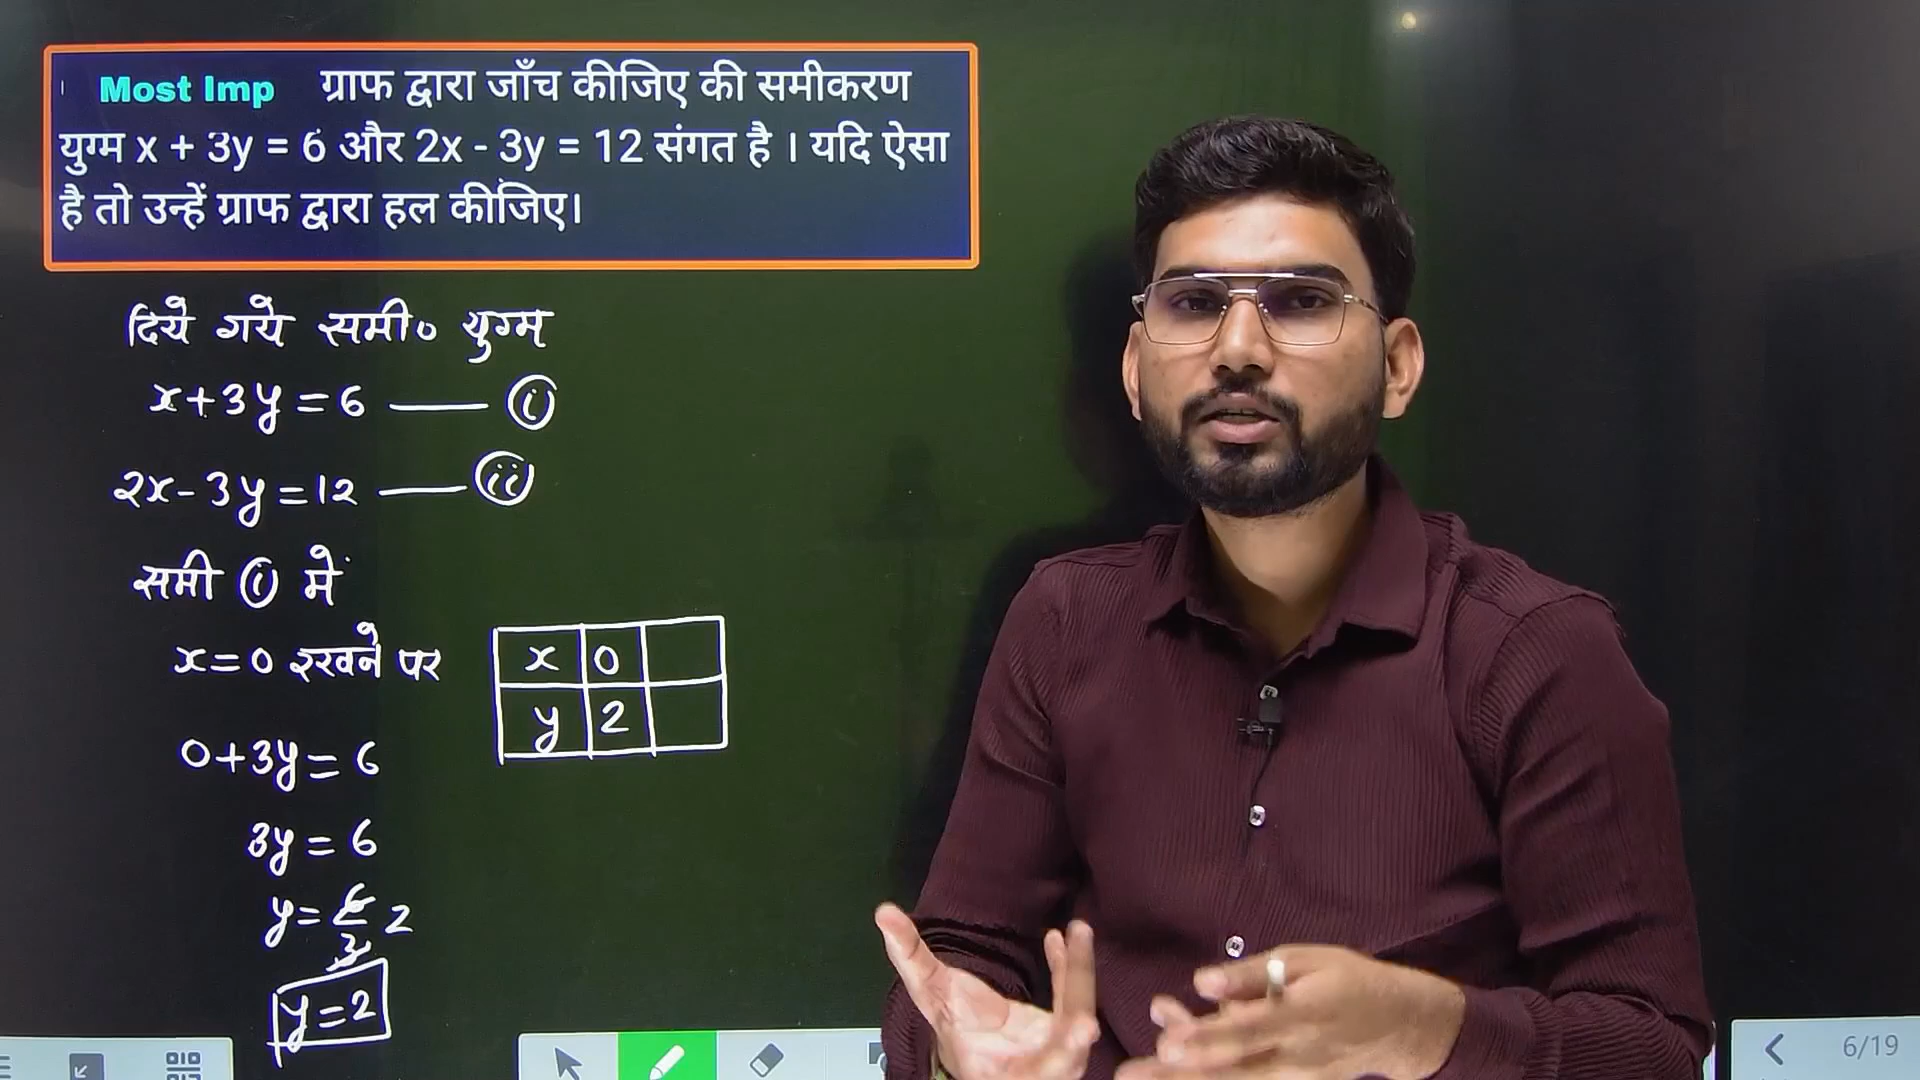 Most Imp ग्राफ द्वारा जाँच कीजिए की समीकरण
युग्म x + 3y = 6 और 2x - 3y = 12 संगत है । यदि ऐसा
है तो उन्हें ग्राफ द्वारा हल कीजिए।
दिये गये समी० युग्म
x+3y=6 —— (i)
2x-3y=12 —— (ii)
समी (i) में
x=0 रखने पर
x 0
y 2
0+3y=6
3y=6
y=6/3 2
y=2
6/19